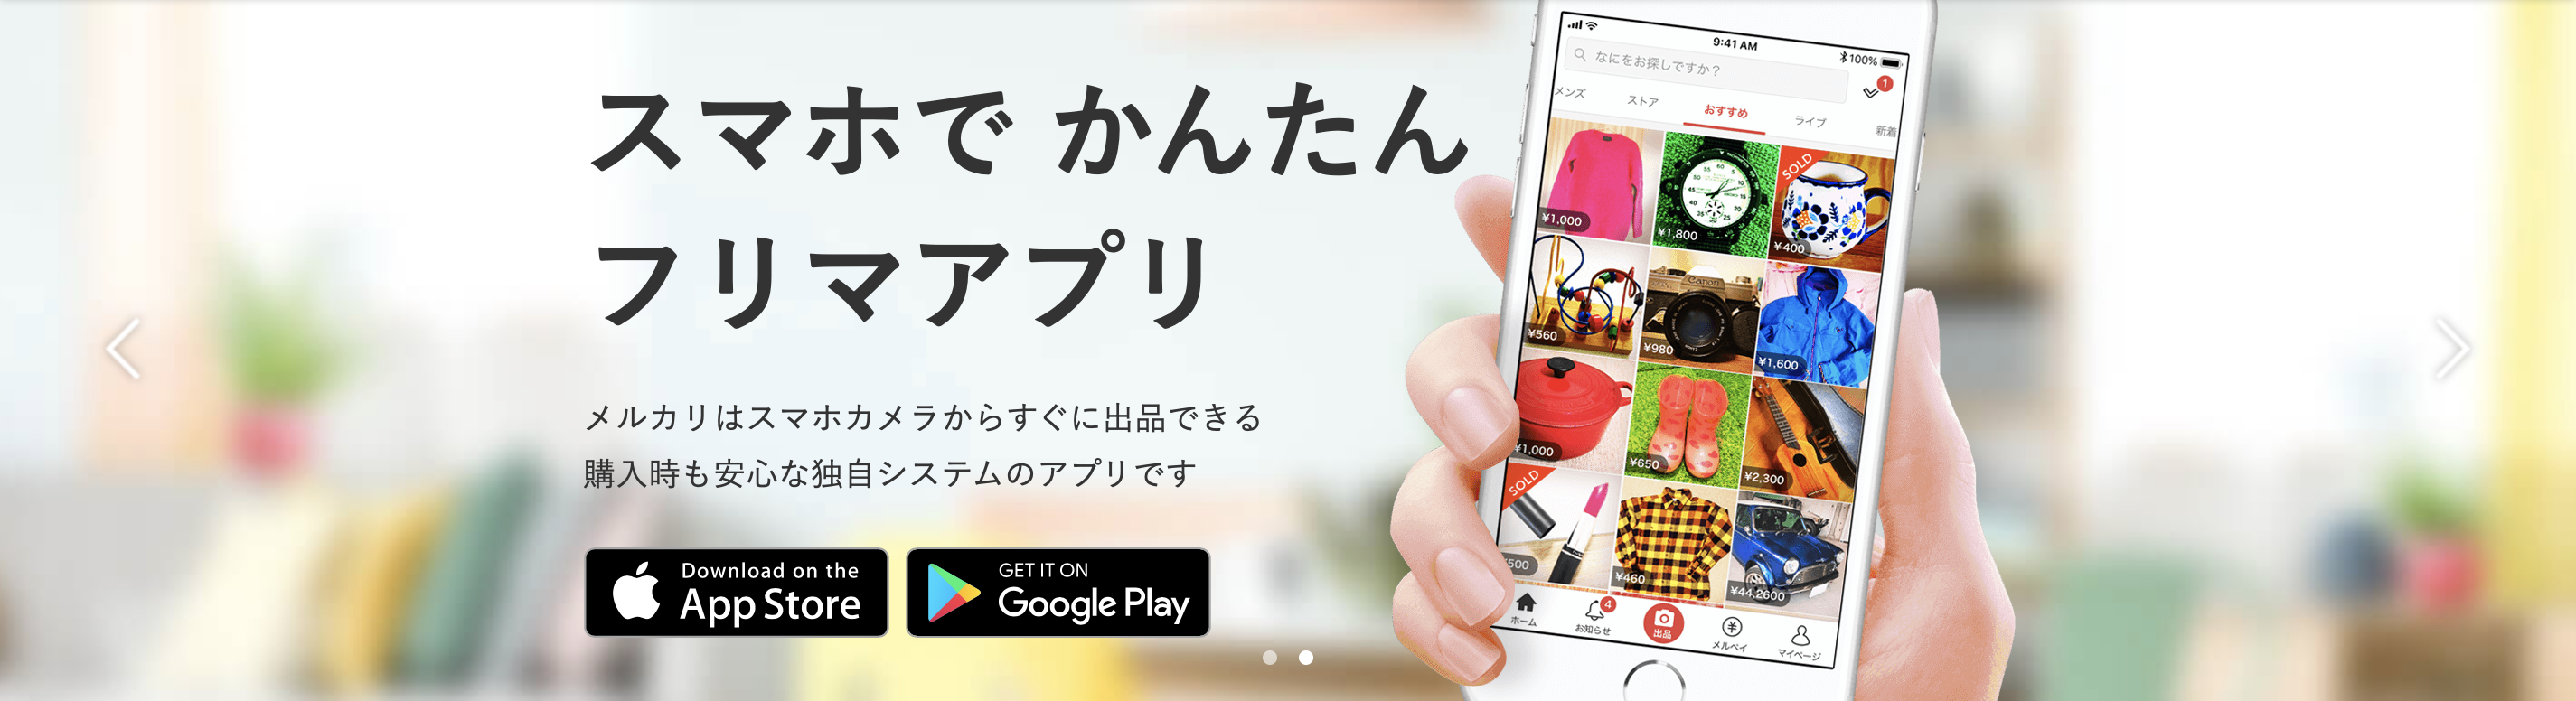 スマホで かんたん
フリマアプリ
メルカリはスマホカメラからすぐに出品できる
購入時も安心な独自システムのアプリです
Download on the
App Store
GET IT ON
Google Play
9:41 AM
100%
なにをお探しですか？
1
メンズ ストア おすすめ ライブ 新着
¥1,000
¥1,800
SOLD
¥400
¥560
Canon
¥980
¥1,600
¥1,000
¥650
¥2,300
SOLD
¥500
¥460
¥44,2600
4
ホーム お知らせ 出品 メルペイ マイページ